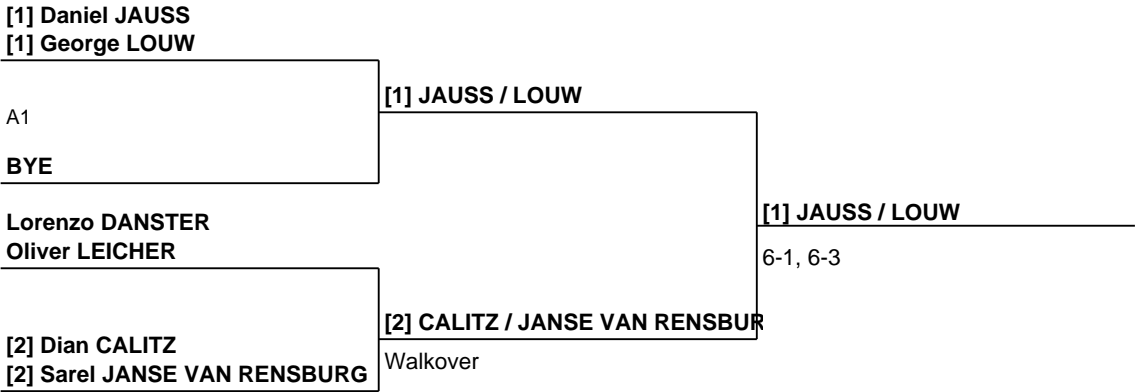 [1] Daniel JAUSS
[1] George LOUW
[1] JAUSS / LOUW
A1
BYE
Lorenzo DANSTER
Oliver LEICHER
[1] JAUSS / LOUW
6-1, 6-3
[2] CALITZ / JANSE VAN RENSBUR
[2] Dian CALITZ
[2] Sarel JANSE VAN RENSBURG
Walkover